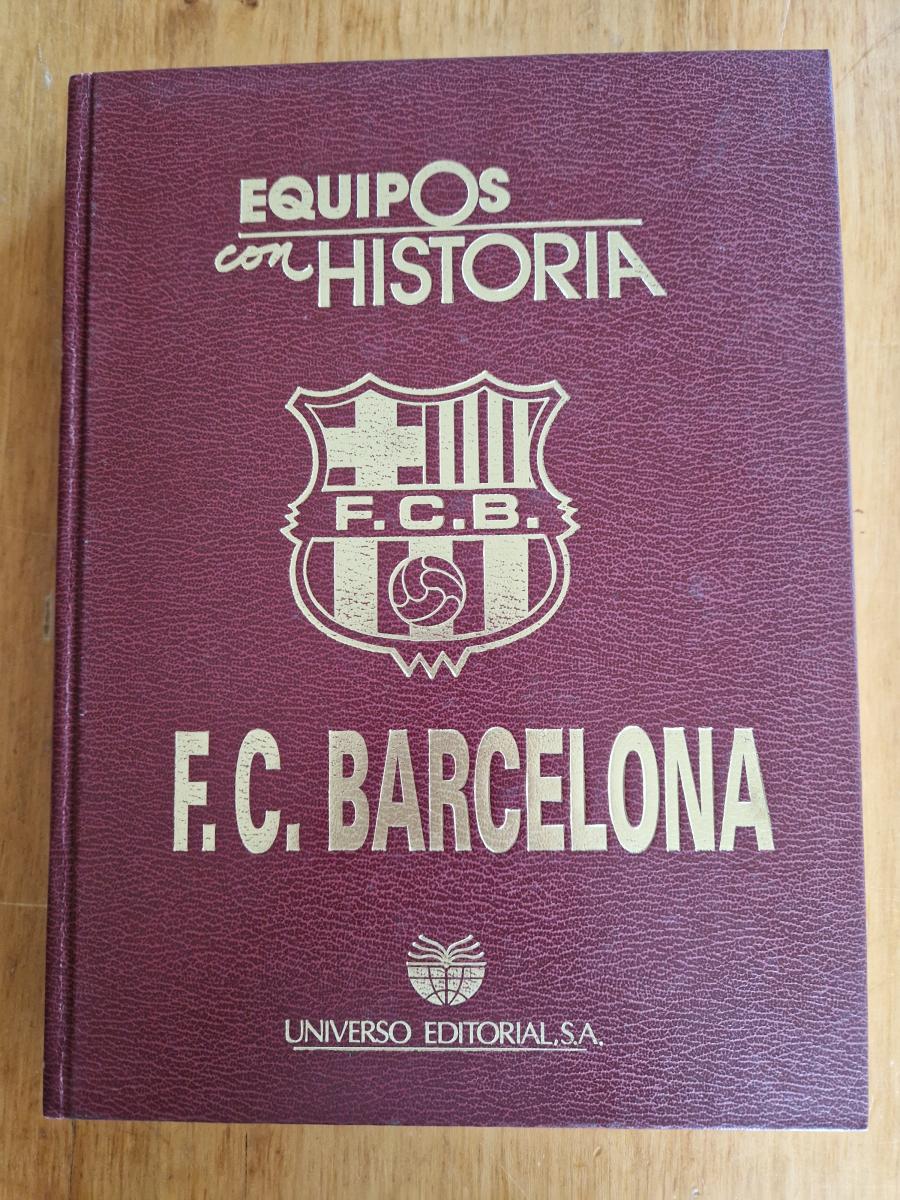 EQUIPOS
con HISTORIA
F.C.B.
F.C. BARCELONA
UNIVERSO EDITORIAL, S.A.